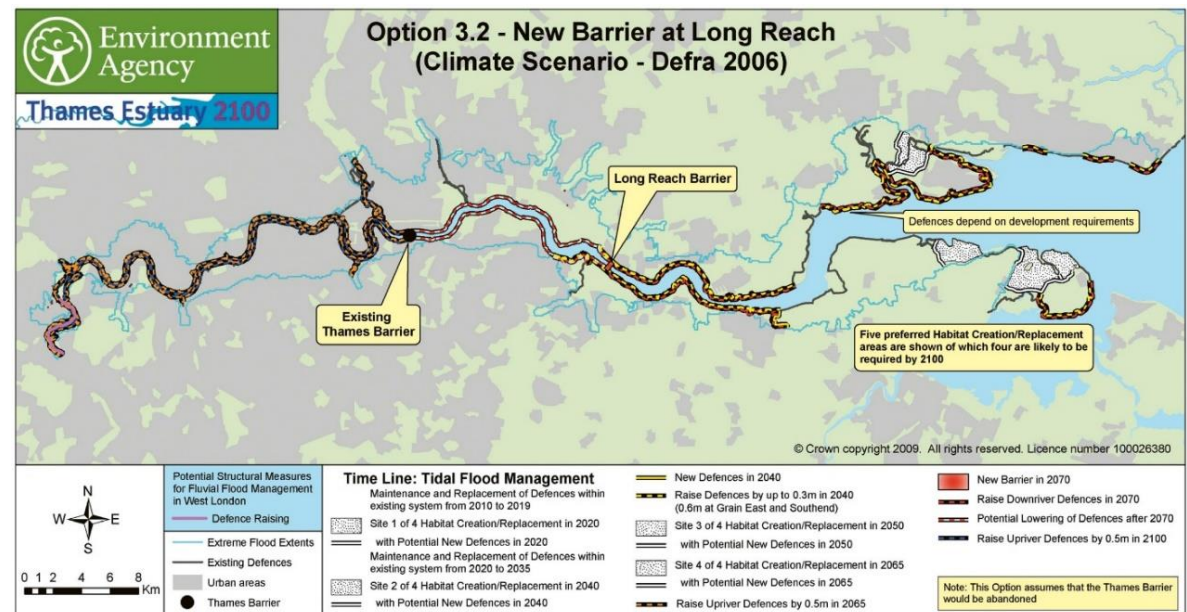 Environment
Agency
Thames Estuary 2100
Option 3.2 - New Barrier at Long Reach
(Climate Scenario - Defra 2006)
Long Reach Barrier
Defences depend on development requirements
Existing
Thames Barrier
Five preferred Habitat Creation/Replacement
areas are shown of which four are likely to be
required by 2100
© Crown copyright 2009. All rights reserved. Licence number 100026380
N
W
E
S
0 1 2 4 6 8
Km
Potential Structural Measures
for Fluvial Flood Management
in West London
Defence Raising
Extreme Flood Extents
Existing Defences
Urban areas
Thames Barrier
Time Line: Tidal Flood Management
Maintenance and Replacement of Defences within
existing system from 2010 to 2019
Site 1 of 4 Habitat Creation/Replacement in 2020
with Potential New Defences in 2020
Maintenance and Replacement of Defences within
existing system from 2020 to 2035
Site 2 of 4 Habitat Creation/Replacement in 2040
with Potential New Defences in 2040
New Defences in 2040
Raise Defences by up to 0.3m in 2040
(0.6m at Grain East and Southend)
Site 3 of 4 Habitat Creation/Replacement in 2050
with Potential New Defences in 2050
Site 4 of 4 Habitat Creation/Replacement in 2065
with Potential New Defences in 2065
Raise Upriver Defences by 0.5m in 2065
New Barrier in 2070
Raise Downriver Defences in 2070
Potential Lowering of Defences after 2070
Raise Upriver Defences by 0.5m in 2100
Note: This Option assumes that the Thames Barrier
would be abandoned